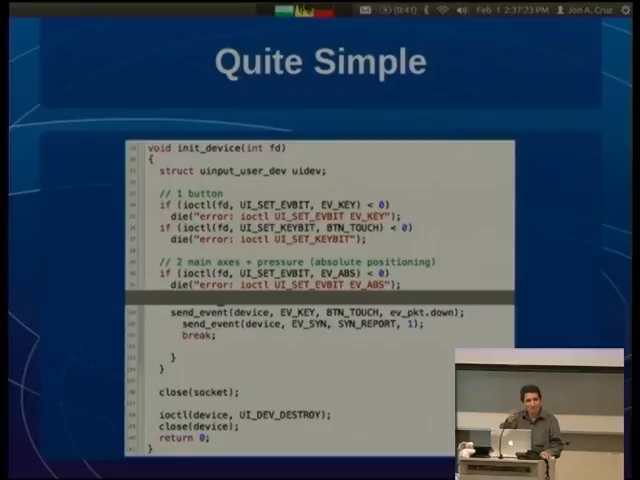 (0:41) Feb 1 2:37:23 PM Jon A. Cruz
Quite Simple
void init_device(int fd)
{
struct uinput_user_dev uidev;
// 1 button
if (ioctl(fd, UI_SET_EVBIT, EV_KEY) < 0)
die("error: ioctl UI_SET_EVBIT EV_KEY");
if (ioctl(fd, UI_SET_KEYBIT, BTN_TOUCH) < 0)
die("error: ioctl UI_SET_KEYBIT");
// 2 main axes + pressure (absolute positioning)
if (ioctl(fd, UI_SET_EVBIT, EV_ABS) < 0)
die("error: ioctl UI_SET_EVBIT EV_ABS");
send_event(device, EV_KEY, BTN_TOUCH, ev_pkt.down);
send_event(device, EV_SYN, SYN_REPORT, 1);
break;
}
}
close(socket);
ioctl(device, UI_DEV_DESTROY);
close(device);
return 0;
}